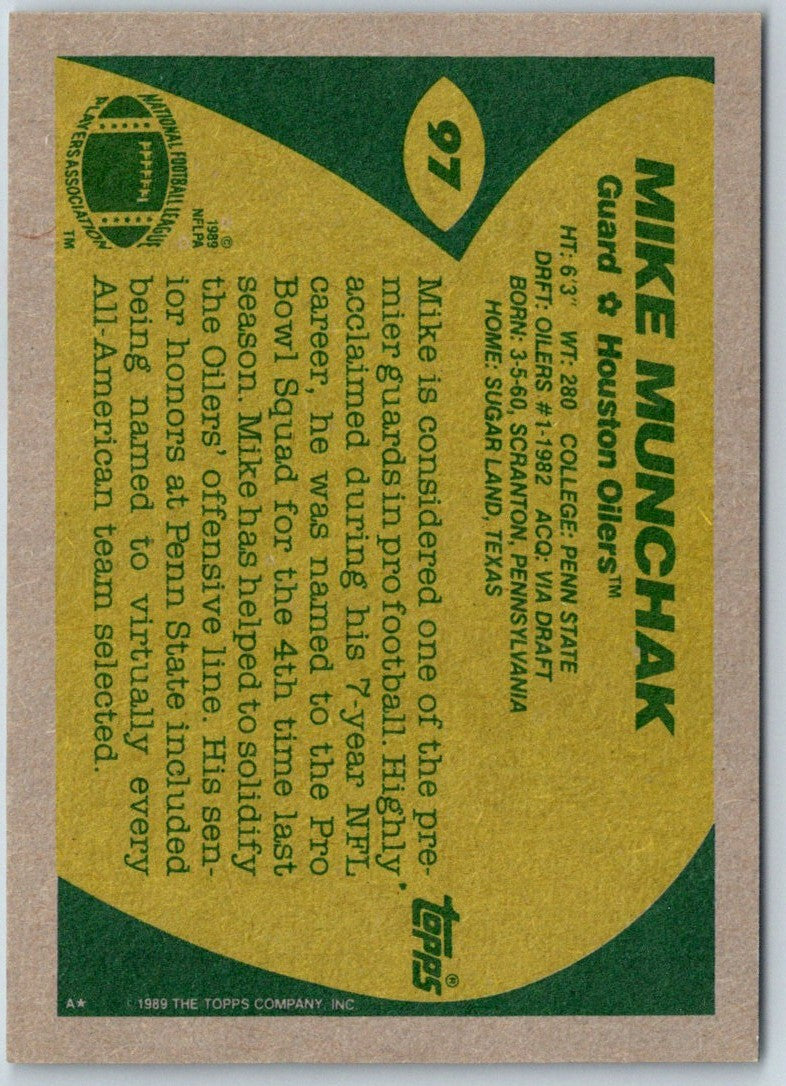 97
MIKE MUNCHAK
Guard ✿ Houston Oilers™
HT: 6'3" WT: 280 COLLEGE: PENN STATE
DRFT: OILERS #1-1982 ACQ: VIA DRAFT
BORN: 3-5-60, SCRANTON, PENNSYLVANIA
HOME: SUGAR LAND, TEXAS
Mike is considered one of the pre-
mier guards in pro football. Highly
acclaimed during his 7-year NFL
career, he was named to the Pro
Bowl Squad for the 4th time last
season. Mike has helped to solidify
the Oilers' offensive line. His sen-
ior honors at Penn State included
being named to virtually every
All-American team selected.
topps®
NATIONAL FOOTBALL LEAGUE
PLAYERS ASSOCIATION
TM
©
1989
NFLPA
A★ © 1989 THE TOPPS COMPANY, INC.